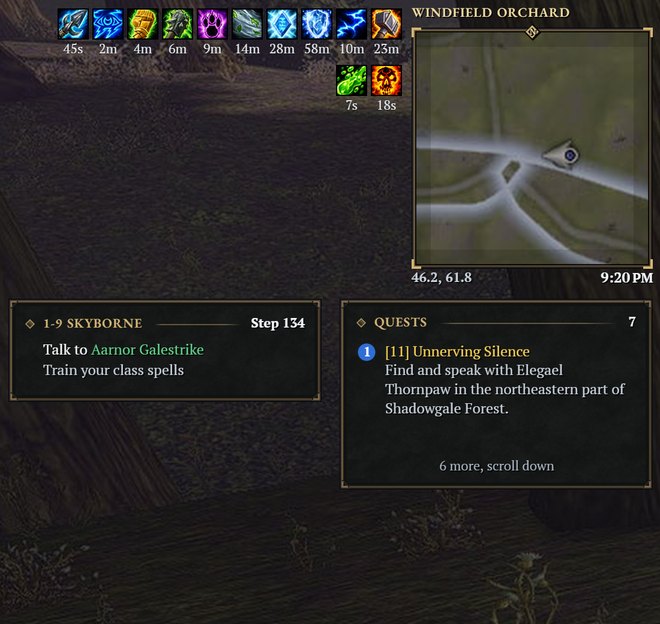 WINDFIELD ORCHARD
45s 2m 4m 6m 9m 14m 28m 58m 10m 23m
7s 18s
46.2, 61.8 9:20 PM
1-9 SKYBORNE Step 134
Talk to Aarnor Galestrike
Train your class spells
QUESTS 7
1 [11] Unnerving Silence
Find and speak with Elegael
Thornpaw in the northeastern part of
Shadowgale Forest.
6 more, scroll down